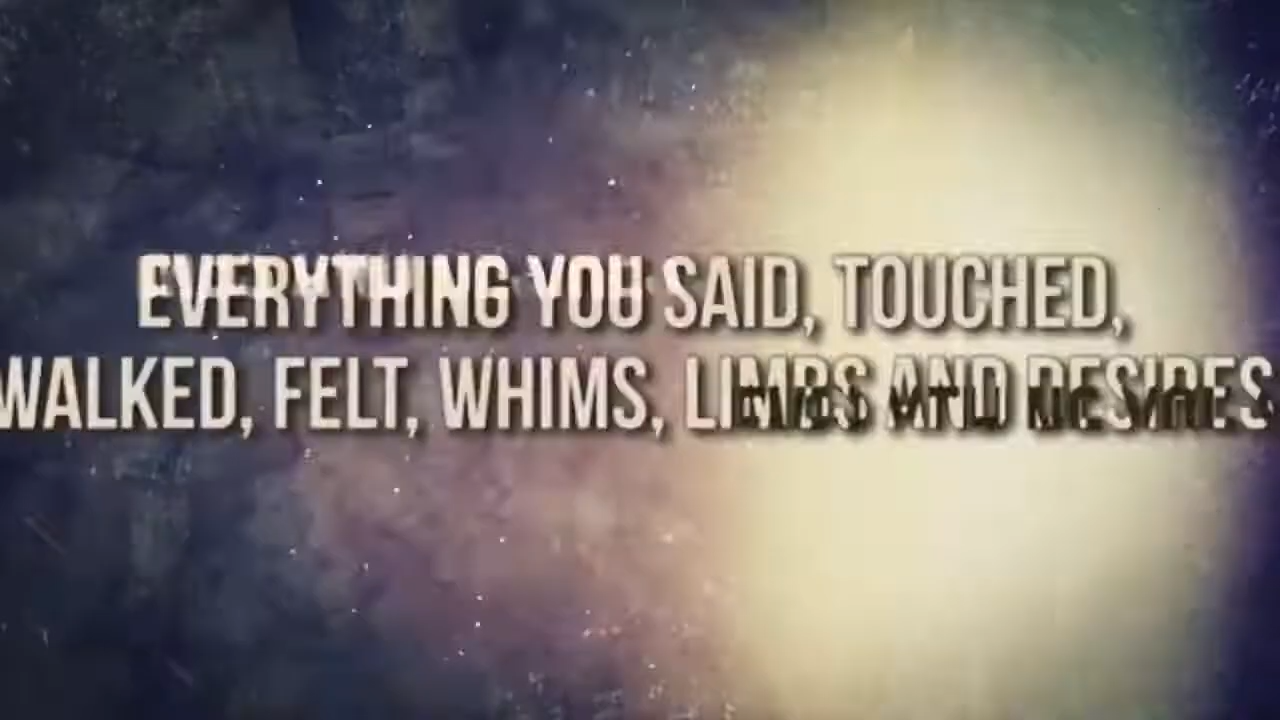 EVERYTHING YOU SAID, TOUCHED,
WALKED, FELT, WHIMS, LIMBS AND DESIRES